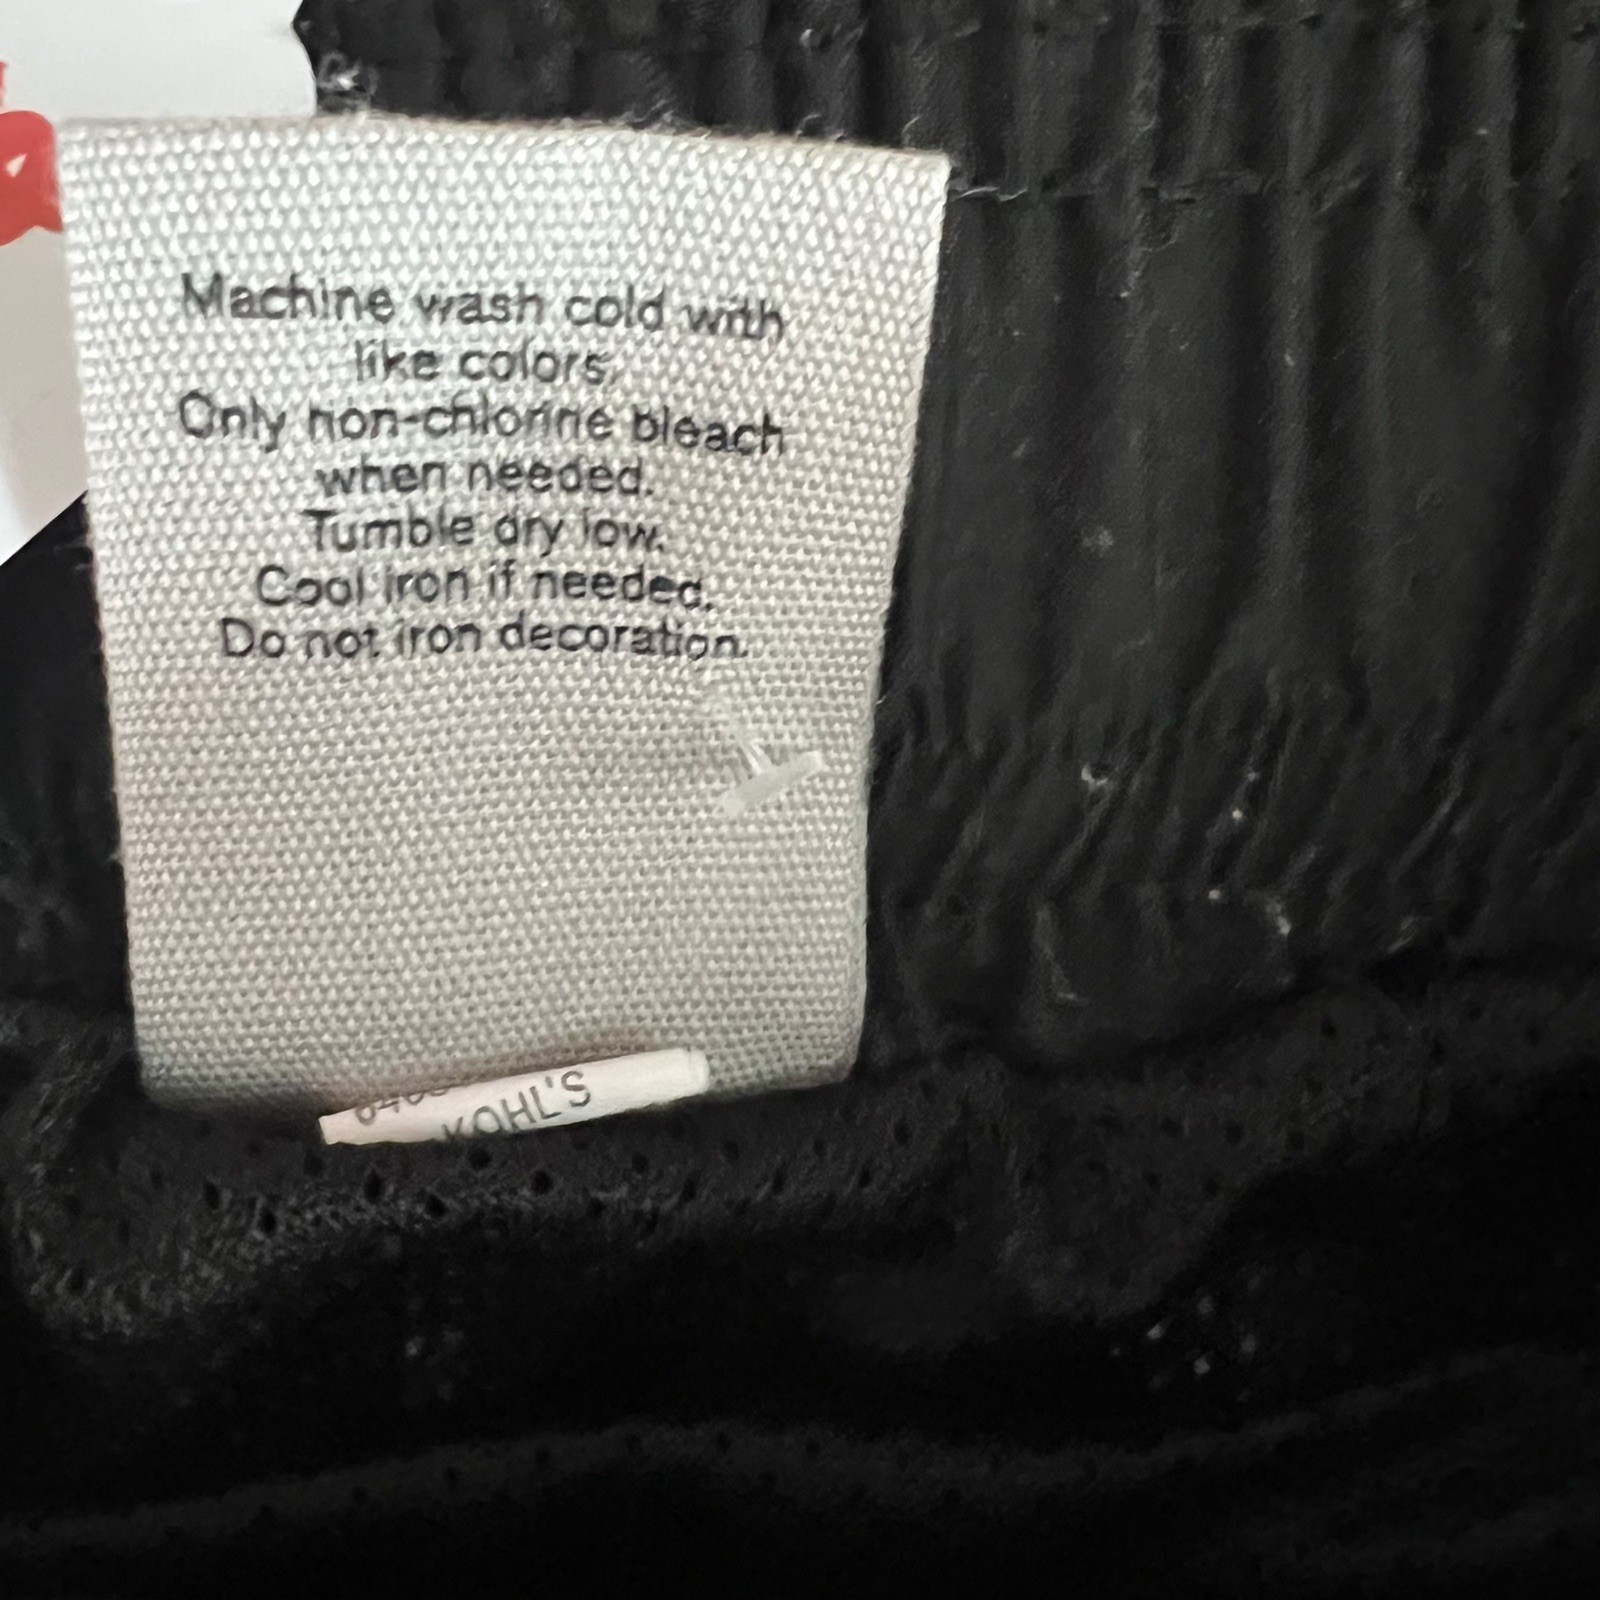 Machine wash cold with
like colors.
Only non-chlorine bleach
when needed.
Tumble dry low.
Cool iron if needed.
Do not iron decoration.
KOHL'S